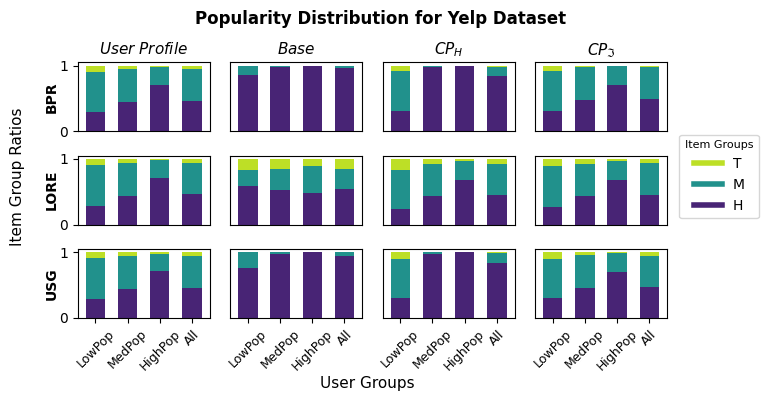 Popularity Distribution for Yelp Dataset
User Profile Base CP_H CP_ℑ
Item Group Ratios
BPR
1
0
LORE
1
0
USG
1
0
LowPop MedPop HighPop All LowPop MedPop HighPop All LowPop MedPop HighPop All LowPop MedPop HighPop All
User Groups
Item Groups
T
M
H